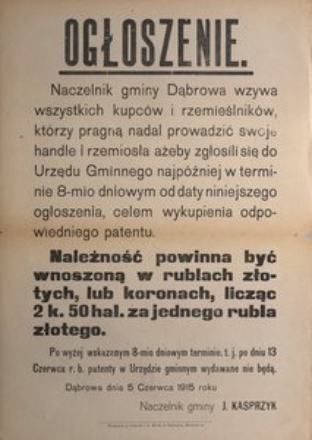 OGŁOSZENIE.
Naczelnik gminy Dąbrowa wzywa
wszystkich kupców i rzemieślników,
którzy pragną nadal prowadzić swoje
handle i rzemiosła ażeby zgłosili się do
Urzędu Gminnego najpóźniej w termi-
nie 8-mio dniowym od daty niniejszego
ogłoszenia, celem wykupienia odpo-
wiedniego patentu.
Należność powinna być
wnoszoną w rublach zło-
tych, lub koronach, licząc
2 k. 50 hal. za jednego rubla
złotego.
Po wyżej wskazanym 8-mio dniowym terminie, t. j. po dniu 13
Czerwca r. b. patenty w Urzędzie gminnym wydawane nie będą.
Dąbrowa dnia 5 Czerwca 1915 roku
Naczelnik gminy J. KASPRZYK